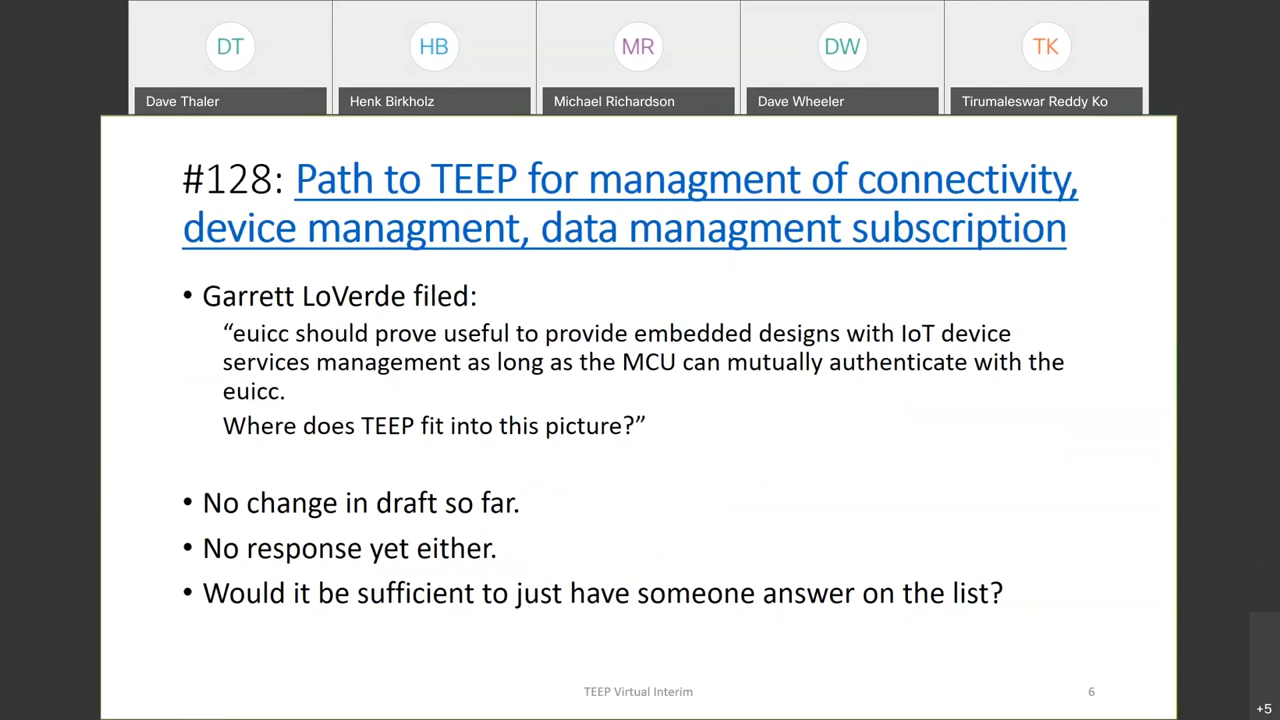 DT
HB
MR
DW
TK
Dave Thaler
Henk Birkholz
Michael Richardson
Dave Wheeler
Tirumaleswar Reddy Ko
#128: Path to TEEP for managment of connectivity,
device managment, data managment subscription
• Garrett LoVerde filed:
“euicc should prove useful to provide embedded designs with IoT device
services management as long as the MCU can mutually authenticate with the
euicc.
Where does TEEP fit into this picture?”
• No change in draft so far.
• No response yet either.
• Would it be sufficient to just have someone answer on the list?
TEEP Virtual Interim
6
+5